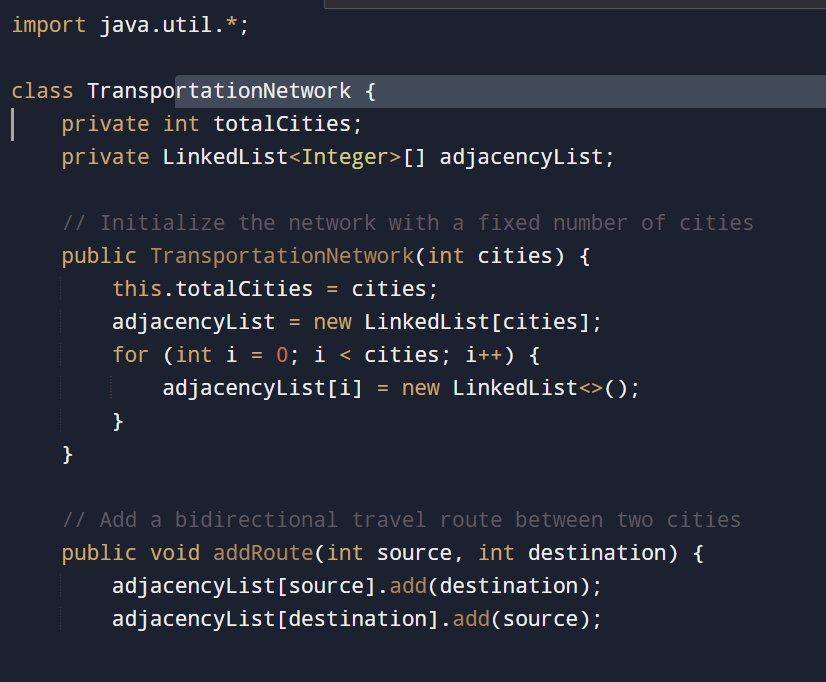 import java.util.*;
class TransportationNetwork {
private int totalCities;
private LinkedList<Integer>[] adjacencyList;
// Initialize the network with a fixed number of cities
public TransportationNetwork(int cities) {
this.totalCities = cities;
adjacencyList = new LinkedList[cities];
for (int i = 0; i < cities; i++) {
adjacencyList[i] = new LinkedList<>();
}
}
// Add a bidirectional travel route between two cities
public void addRoute(int source, int destination) {
adjacencyList[source].add(destination);
adjacencyList[destination].add(source);